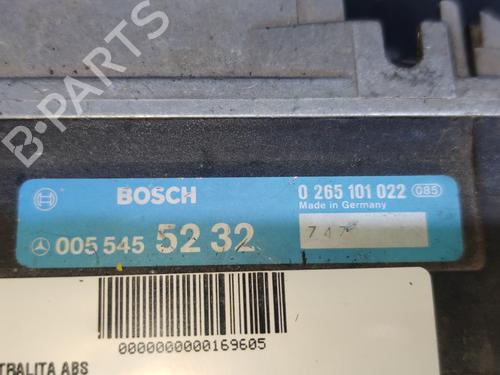 B-PARTS
BOSCH
0 265 101 022 085
Made in Germany
005 545 52 32
747
0000000000169605
TRALITA ABS